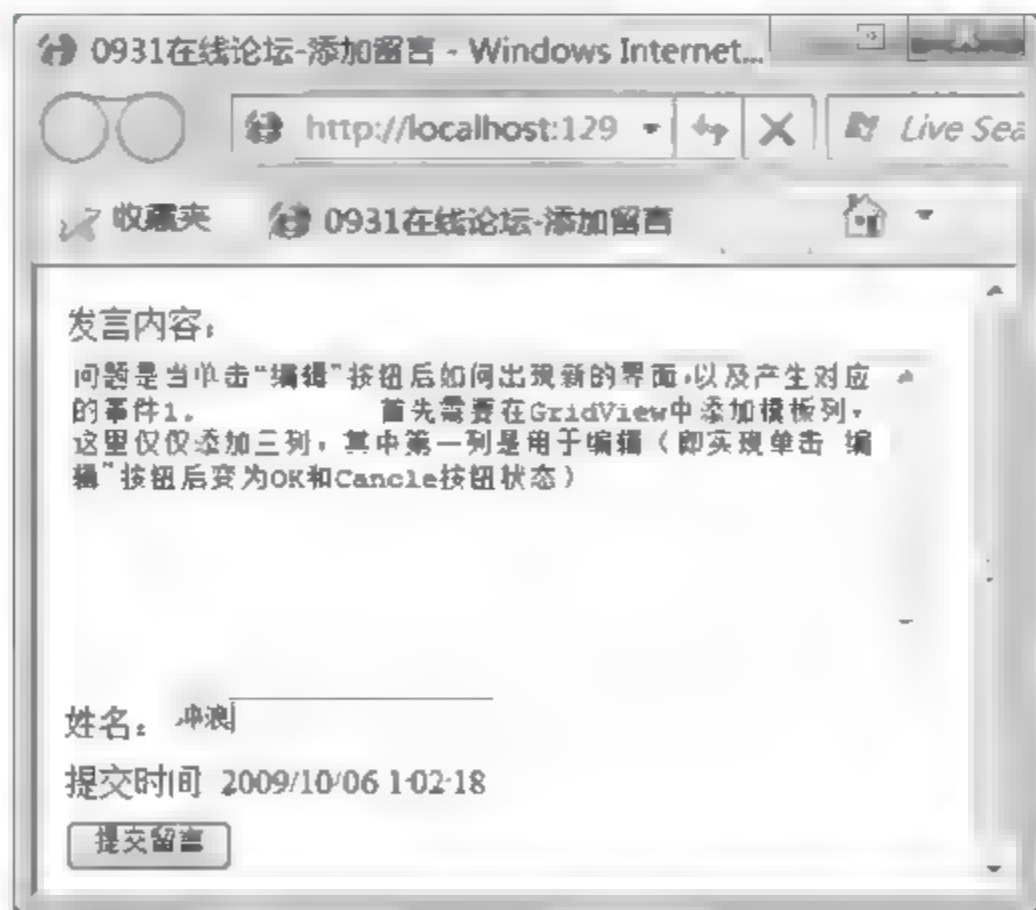 0931在线论坛-添加留言 - Windows Internet...
http://localhost:129
Live Sea
收藏夹
0931在线论坛-添加留言
发言内容:
问题是当单击“编辑”按钮后如何出现新的界面,以及产生对应
的事件1. 首先需要在GridView中添加模板列,
这里仅仅添加三列,其中第一列是用于编辑(即实现单击 编
辑”按钮后变为OK和Cancle按钮状态)
姓名: 冲浪
提交时间 2009/10/06 1:02:18
提交留言